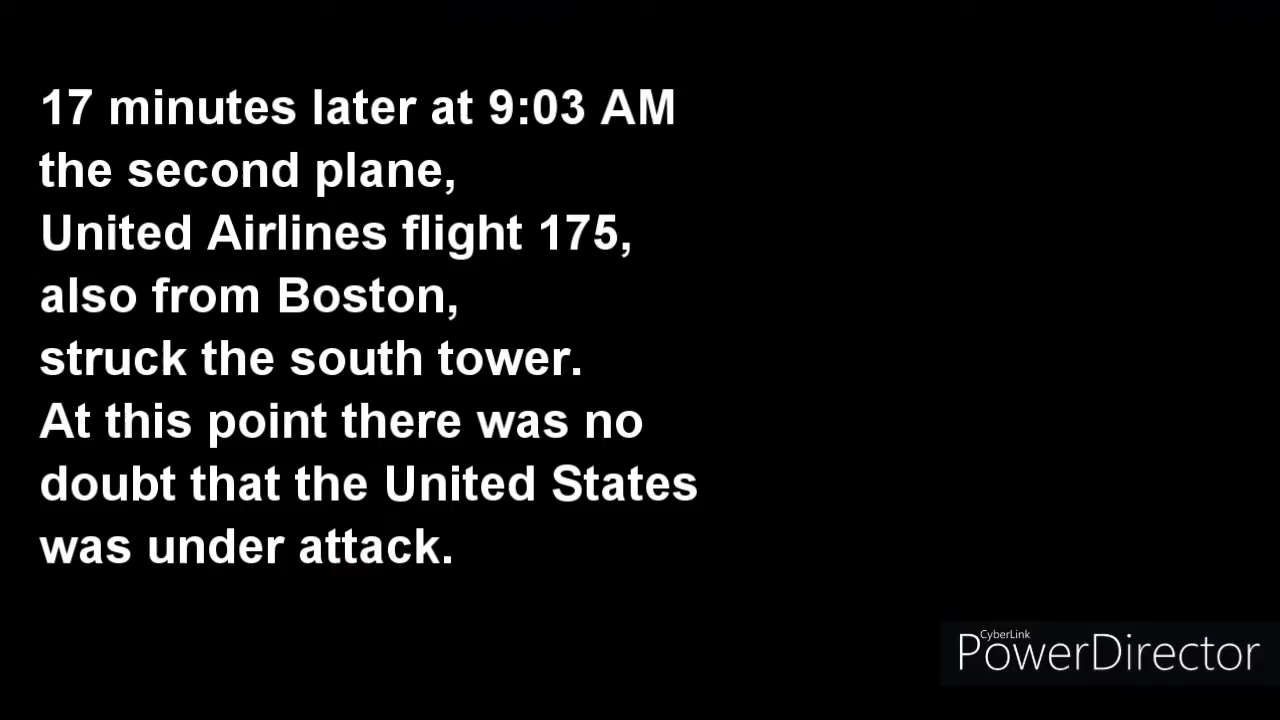 17 minutes later at 9:03 AM
the second plane,
United Airlines flight 175,
also from Boston,
struck the south tower.
At this point there was no
doubt that the United States
was under attack.
CyberLink
PowerDirector